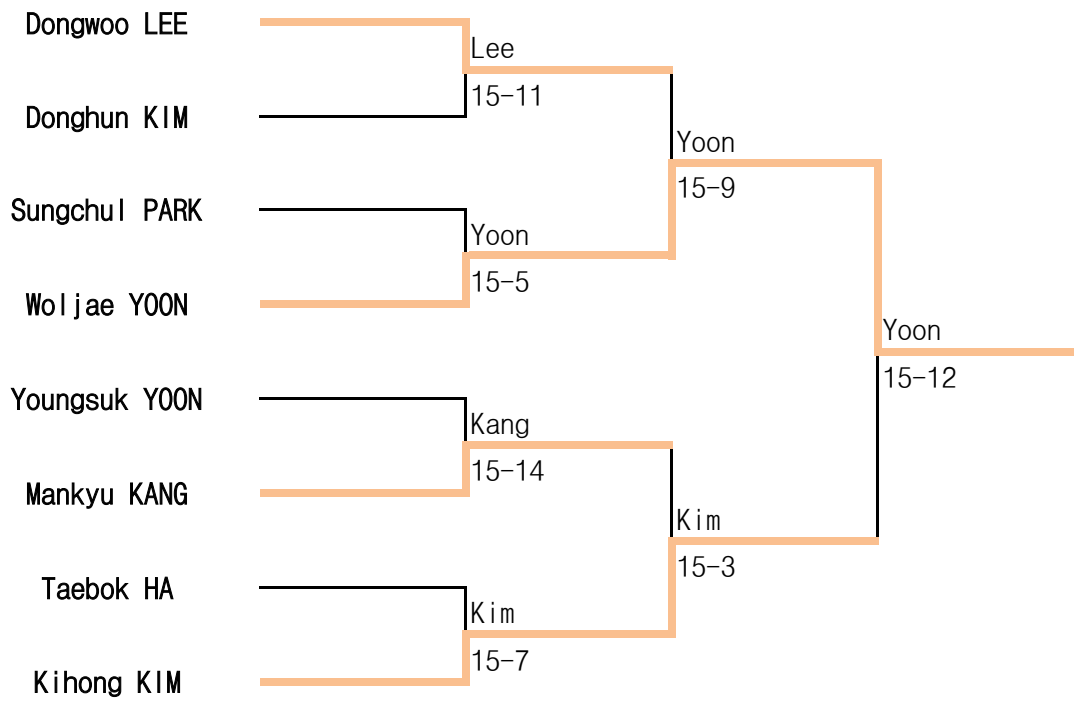 Dongwoo LEE
Lee
15-11
Donghun KIM
Yoon
15-9
Sungchul PARK
Yoon
15-5
Woljae YOON
Yoon
15-12
Youngsuk YOON
Kang
15-14
Mankyu KANG
Kim
15-3
Taebok HA
Kim
15-7
Kihong KIM